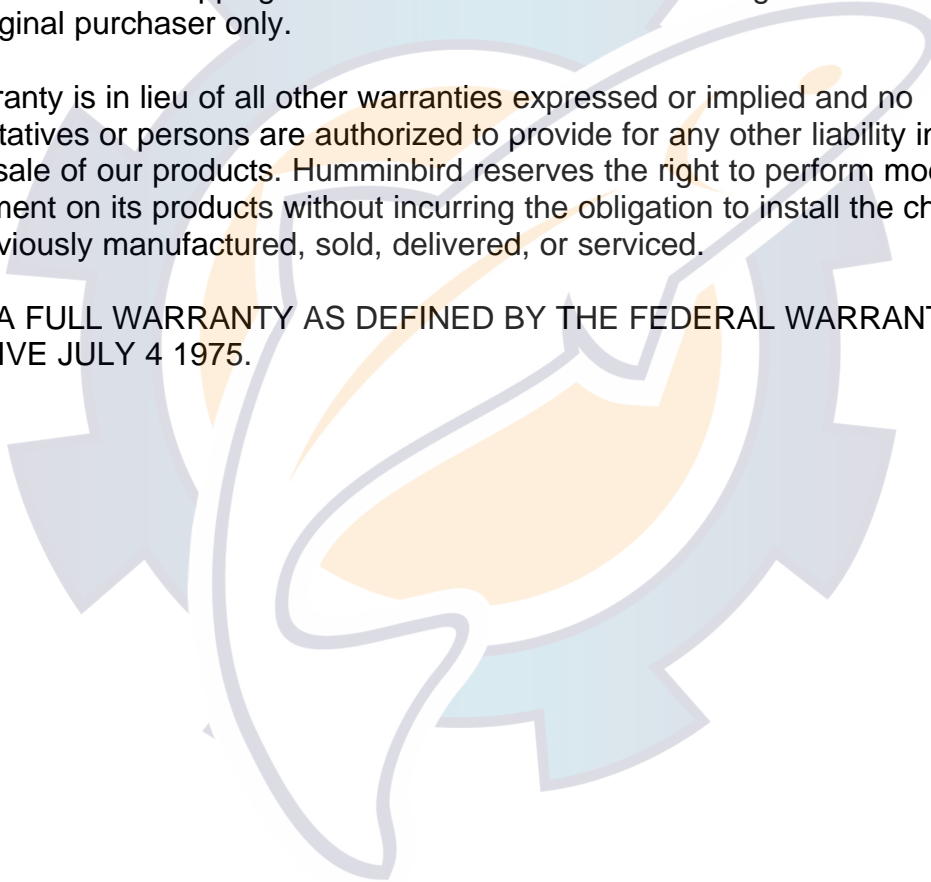 ginal purchaser only.
ranty is in lieu of all other warranties expressed or implied and no
tatives or persons are authorized to provide for any other liability in
sale of our products. Humminbird reserves the right to perform mod
ment on its products without incurring the obligation to install the ch
viously manufactured, sold, delivered, or serviced.
A FULL WARRANTY AS DEFINED BY THE FEDERAL WARRANT
IVE JULY 4 1975.